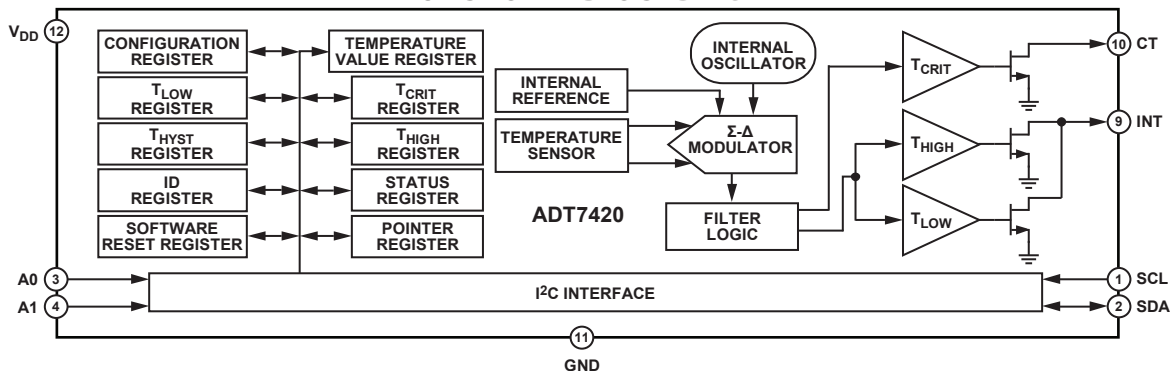 VDD
12
CONFIGURATION
REGISTER
TEMPERATURE
VALUE REGISTER
TLOW
REGISTER
TCRIT
REGISTER
THYST
REGISTER
THIGH
REGISTER
ID
REGISTER
STATUS
REGISTER
SOFTWARE
RESET REGISTER
POINTER
REGISTER
INTERNAL
OSCILLATOR
INTERNAL
REFERENCE
TEMPERATURE
SENSOR
Σ-Δ
MODULATOR
FILTER
LOGIC
ADT7420
TCRIT
THIGH
TLOW
10 CT
9 INT
A0 3
A1 4
I2C INTERFACE
1 SCL
2 SDA
11
GND